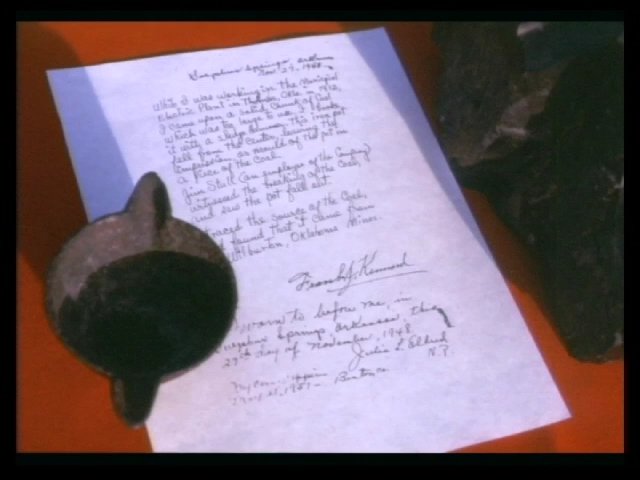 Sulphur Springs, Arkansas
Nov. 27, 1948
While I was working in the Municipal
Electric Plant in Thomas, Okla. in 1912,
I came upon a solid chunk of coal
which was too large to use. I broke
it with a sledge hammer. This iron pot
fell from the center, leaving the
impression, or mould of the pot in
a piece of the coal.
Jim Stull (an employee of the Company)
witnessed the breaking of the coal,
and saw the pot fall out.
traced the source of the coal,
found that it came from
Wilburton, Oklahoma Mines.
Frank J. Kennard
Sworn to before me, in
Sulphur Springs, Arkansas, this
27th day of November, 1948.
Julia L. Eldred
N.P.
My com. expires
1951 Benton Co.